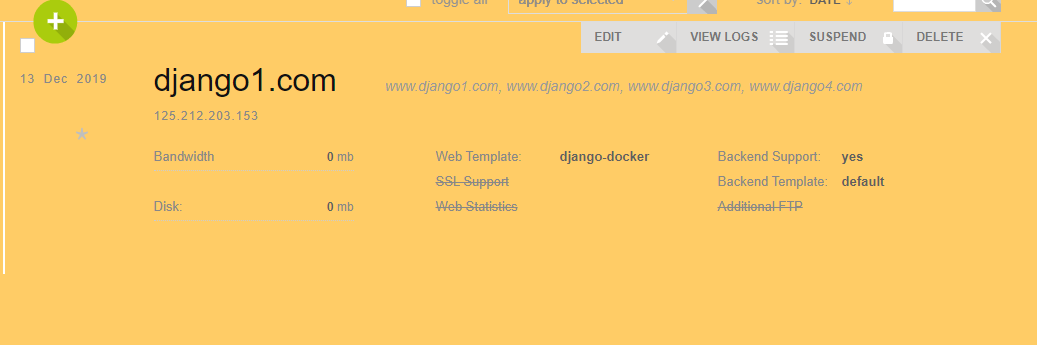 toggle all apply to selected sort by: DATE ↓
EDIT VIEW LOGS SUSPEND DELETE
13 Dec 2019
django1.com www.django1.com, www.django2.com, www.django3.com, www.django4.com
125.212.203.153
Bandwidth 0 mb Web Template: django-docker Backend Support: yes
SSL Support Backend Template: default
Disk: 0 mb Web Statistics Additional FTP